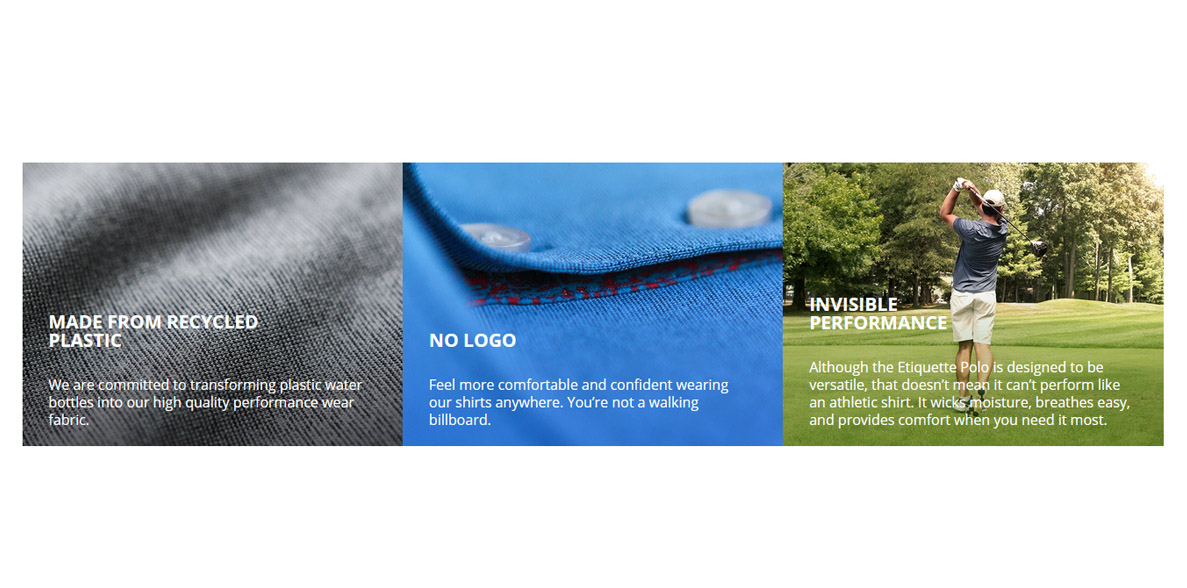 MADE FROM RECYCLED
PLASTIC
We are committed to transforming plastic water
bottles into our high quality performance wear
fabric.
NO LOGO
Feel more comfortable and confident wearing
our shirts anywhere. You’re not a walking
billboard.
INVISIBLE
PERFORMANCE
Although the Etiquette Polo is designed to be
versatile, that doesn’t mean it can’t perform like
an athletic shirt. It wicks moisture, breathes easy,
and provides comfort when you need it most.